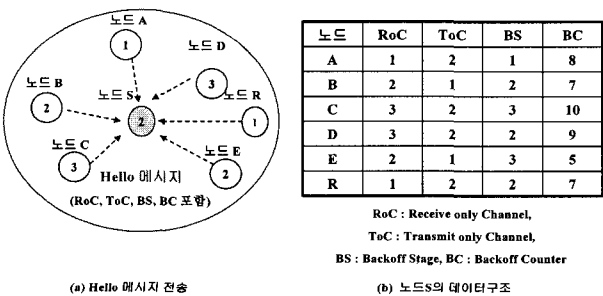 노드 A
1
노드 D
3
노드 B
2
노드 S
2
노드 R
1
노드 C
3
노드 E
2
Hello 메시지
(RoC, ToC, BS, BC 포함)
(a) Hello 메시지 전송
노드 RoC ToC BS BC
A 1 2 1 8
B 2 1 2 7
C 3 2 3 10
D 3 2 2 9
E 2 1 3 5
R 1 2 2 7
RoC : Receive only Channel,
ToC : Transmit only Channel,
BS : Backoff Stage, BC : Backoff Counter
(b) 노드S의 데이터구조